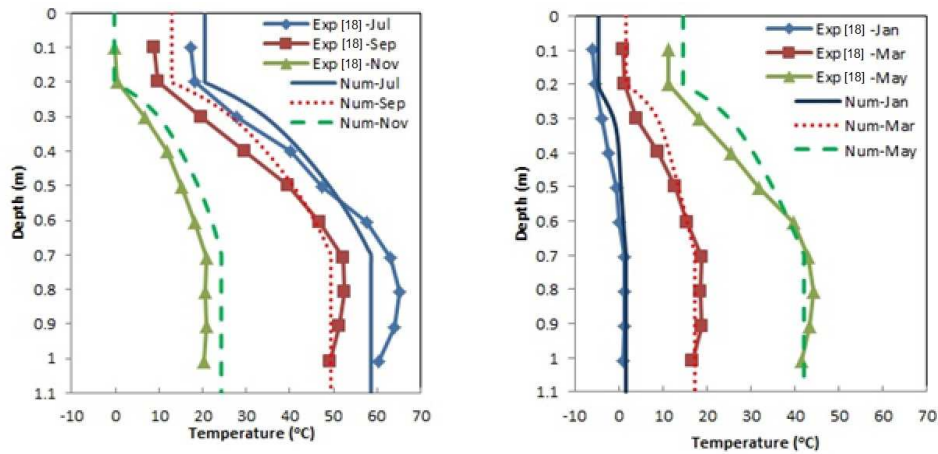 0
0.1
0.2
0.3
0.4
0.5
0.6
0.7
0.8
0.9
1
1.1
Depth (m)
-10 0 10 20 30 40 50 60 70
Temperature (°C)
Exp [18] -Jul
Exp [18] -Sep
Exp [18] -Nov
Num-Jul
Num-Sep
Num-Nov
0
0.1
0.2
0.3
0.4
0.5
0.6
0.7
0.8
0.9
1
1.1
Depth (m)
-10 0 10 20 30 40 50 60 70
Temperature (°C)
Exp [18] -Jan
Exp [18] -Mar
Exp [18] -May
Num-Jan
Num-Mar
Num-May